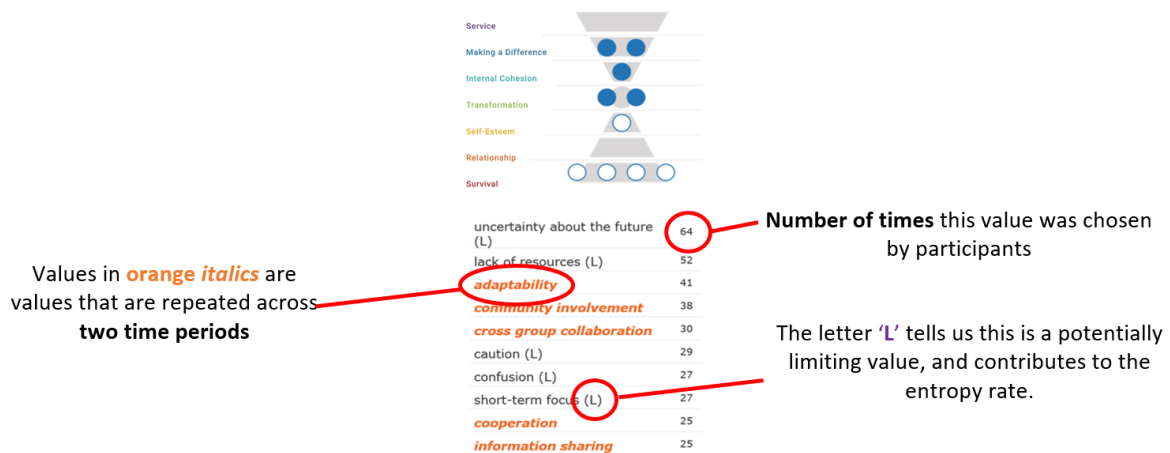 Service
Making a Difference
Internal Cohesion
Transformation
Self-Esteem
Relationship
Survival
uncertainty about the future
(L) 64
lack of resources (L) 52
adaptability 41
community involvement 38
cross group collaboration 30
caution (L) 29
confusion (L) 27
short-term focus (L) 27
cooperation 25
information sharing 25
Values in orange italics are
values that are repeated across
two time periods
Number of times this value was chosen
by participants
The letter ‘L’ tells us this is a potentially
limiting value, and contributes to the
entropy rate.